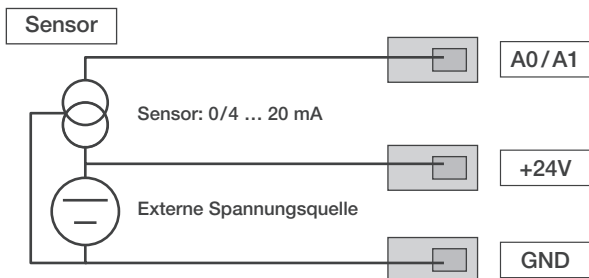 Sensor
A0/A1
Sensor: 0/4 … 20 mA
+24V
Externe Spannungsquelle
GND